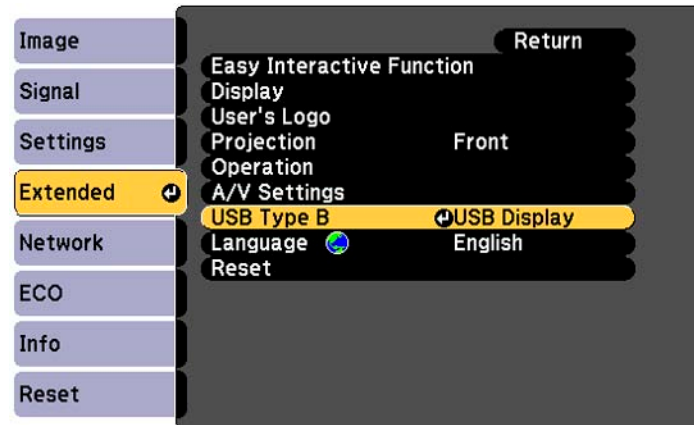 Image
Signal
Settings
Extended
Network
ECO
Info
Reset
Return
Easy Interactive Function
Display
User's Logo
Projection Front
Operation
A/V Settings
USB Type B USB Display
Language English
Reset